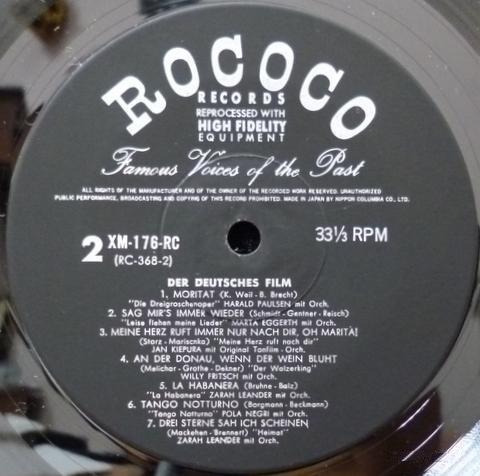 ROCOCO
RECORDS
REPROCESSED WITH
HIGH FIDELITY
EQUIPMENT
Famous Voices of the Past
ALL RIGHTS OF THE MANUFACTURER AND OF THE OWNER OF THE RECORDED WORK RESERVED. UNAUTHORIZED
PUBLIC PERFORMANCE, BROADCASTING AND COPYING OF THIS RECORD PROHIBITED. MADE IN JAPAN BY NIPPON COLUMBIA CO., LTD.
2 XM-176-RC 33⅓ RPM
(RC-368-2)
DER DEUTSCHES FILM
1. MORITAT (K. Weil - B. Brecht)
"Die Dreigroschenoper" HARALD PAULSEN mit Orch.
2. SAG MIR'S IMMER WIEDER (Schmidt - Gentner - Reisch)
"Leise flehen meine Lieder" MARTA EGGERTH mit Orch.
3. MEINE HERZ RUFT IMMER NUR NACH DIR, OH MARITÀ!
(Starz - Marischka) "Meine Herz ruft nach dir"
JAN KIEPURA mit Original Tonfilm - Orch.
4. AN DER DONAU, WENN DER WEIN BLUHT
(Melichar - Grothe - Dekner) "Der Walzerking"
WILLY FRITSCH mit Orch.
5. LA HABANERA (Bruhne - Balz)
"La Habanera" ZARAH LEANDER mit Orch.
6. TANGO NOTTURNO (Borgmann - Beckmann)
"Tango Notturno" POLA NEGRI mit Orch.
7. DREI STERNE SAH ICH SCHEINEN
(Mackehen - Brennert) "Heimat"
ZARAH LEANDER mit Orch.